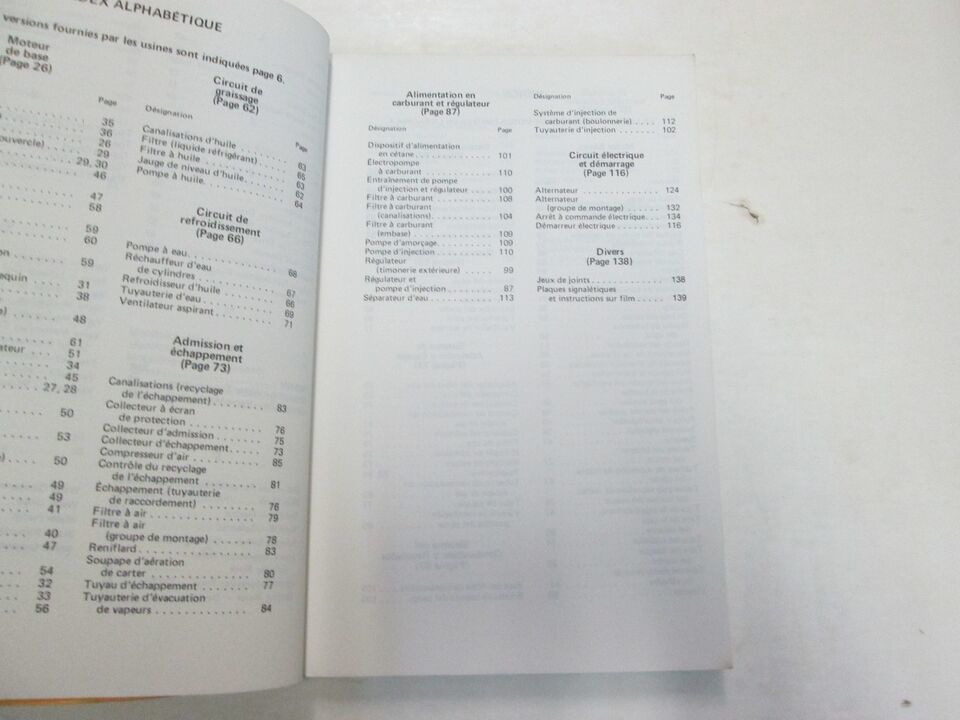 INDEX ALPHABÉTIQUE
versions fournies par les usines sont indiquées page 6.
Moteur
de base
(Page 26)
Page
35
36
ouvercle) . . . . 26
29
29, 30
46
47
58
59
60
59
31
38
48
61
51
34
45
27, 28
50
53
50
49
49
41
40
47
54
32
33
56
Circuit de
graissage
(Page 62)
Désignation
Page
Canalisations d'huile . . . . . . 63
Filtre (liquide réfrigérant) . . . . 65
Filtre à huile . . . . . . . . 63
Jauge de niveau d'huile . . . . . 62
Pompe à huile . . . . . . . . 64
Circuit de
refroidissement
(Page 66)
Pompe à eau . . . . . . . . 68
Réchauffeur d'eau
de cylindres . . . . . . . . 67
Refroidisseur d'huile . . . . . . 66
Tuyauterie d'eau . . . . . . . 69
Ventilateur aspirant . . . . . . 71
Admission et
échappement
(Page 73)
Canalisations (recyclage
de l'échappement) . . . . . . 83
Collecteur à écran
de protection . . . . . . . . 76
Collecteur d'admission . . . . . 75
Collecteur d'échappement . . . . 73
Compresseur d'air . . . . . . . 85
Contrôle du recyclage
de l'échappement . . . . . . 81
Échappement (tuyauterie
de raccordement) . . . . . . 76
Filtre à air . . . . . . . . . 79
Filtre à air
(groupe de montage) . . . . . 78
Reniflard . . . . . . . . . . 83
Soupape d'aération
de carter . . . . . . . . . 80
Tuyau d'échappement . . . . . 77
Tuyauterie d'évacuation
de vapeurs . . . . . . . . . 84
Alimentation en
carburant et régulateur
(Page 87)
Désignation Page
Dispositif d'alimentation
en cétane . . . . . . . . . 101
Électropompe
à carburant . . . . . . . . 110
Entraînement de pompe
d'injection et régulateur . . . . 100
Filtre à carburant . . . . . . . 108
Filtre à carburant
(canalisations) . . . . . . . 104
Filtre à carburant
(embase) . . . . . . . . . 109
Pompe d'amorçage . . . . . . . 109
Pompe d'injection . . . . . . . 110
Régulateur
(timonerie extérieure) . . . . . 99
Régulateur et
pompe d'injection . . . . . . 87
Séparateur d'eau . . . . . . . 113
Désignation Page
Système d'injection de
carburant (boulonnerie) . . . . 112
Tuyauterie d'injection . . . . . 102
Circuit électrique
et démarrage
(Page 116)
Alternateur . . . . . . . . . 124
Alternateur
(groupe de montage) . . . . . 132
Arrêt à commande électrique . . . 134
Démarreur électrique . . . . . . 116
Divers
(Page 138)
Jeux de joints . . . . . . . . 138
Plaques signalétiques
et instructions sur film . . . . . 139